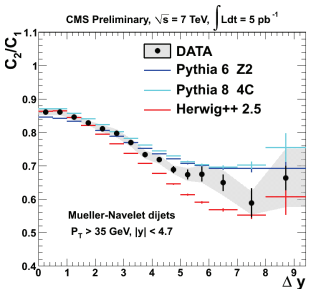 CMS Preliminary, √s = 7 TeV, ∫ Ldt = 5 pb⁻¹
C₂/C₁
1.1
1
0.9
0.8
0.7
0.6
0.5
0.4
DATA
Pythia 6 Z2
Pythia 8 4C
Herwig++ 2.5
Mueller-Navelet dijets
P_T > 35 GeV, |y| < 4.7
0 1 2 3 4 5 6 7 8 9
Δ y